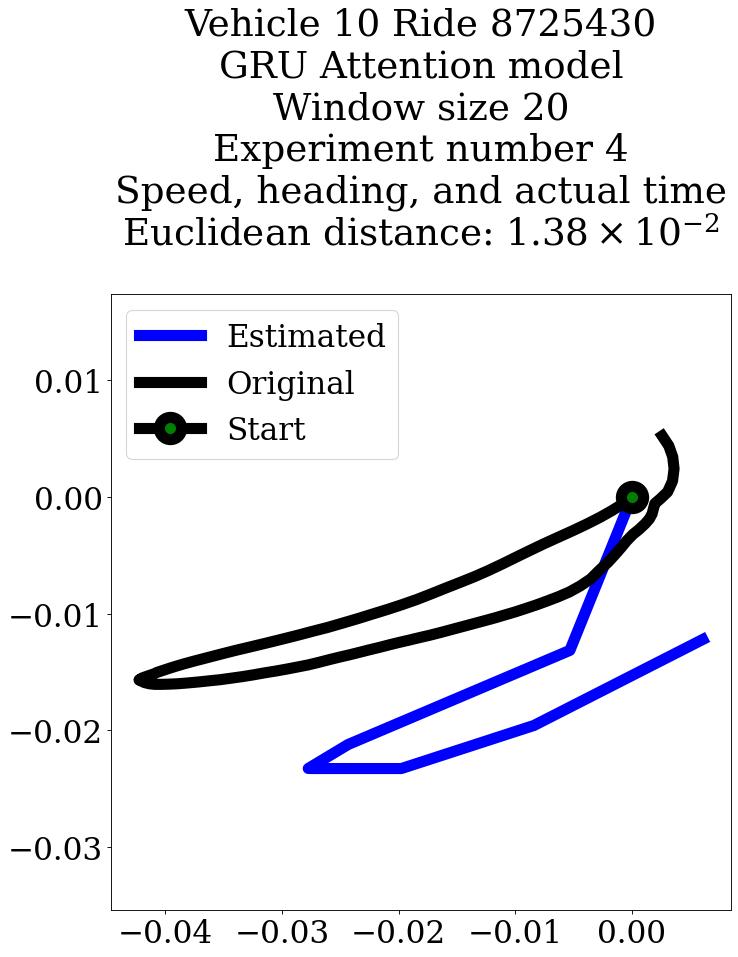 Vehicle 10 Ride 8725430
GRU Attention model
Window size 20
Experiment number 4
Speed, heading, and actual time
Euclidean distance: 1.38 × 10⁻²
Estimated
Original
Start
0.01
0.00
−0.01
−0.02
−0.03
−0.04 −0.03 −0.02 −0.01 0.00